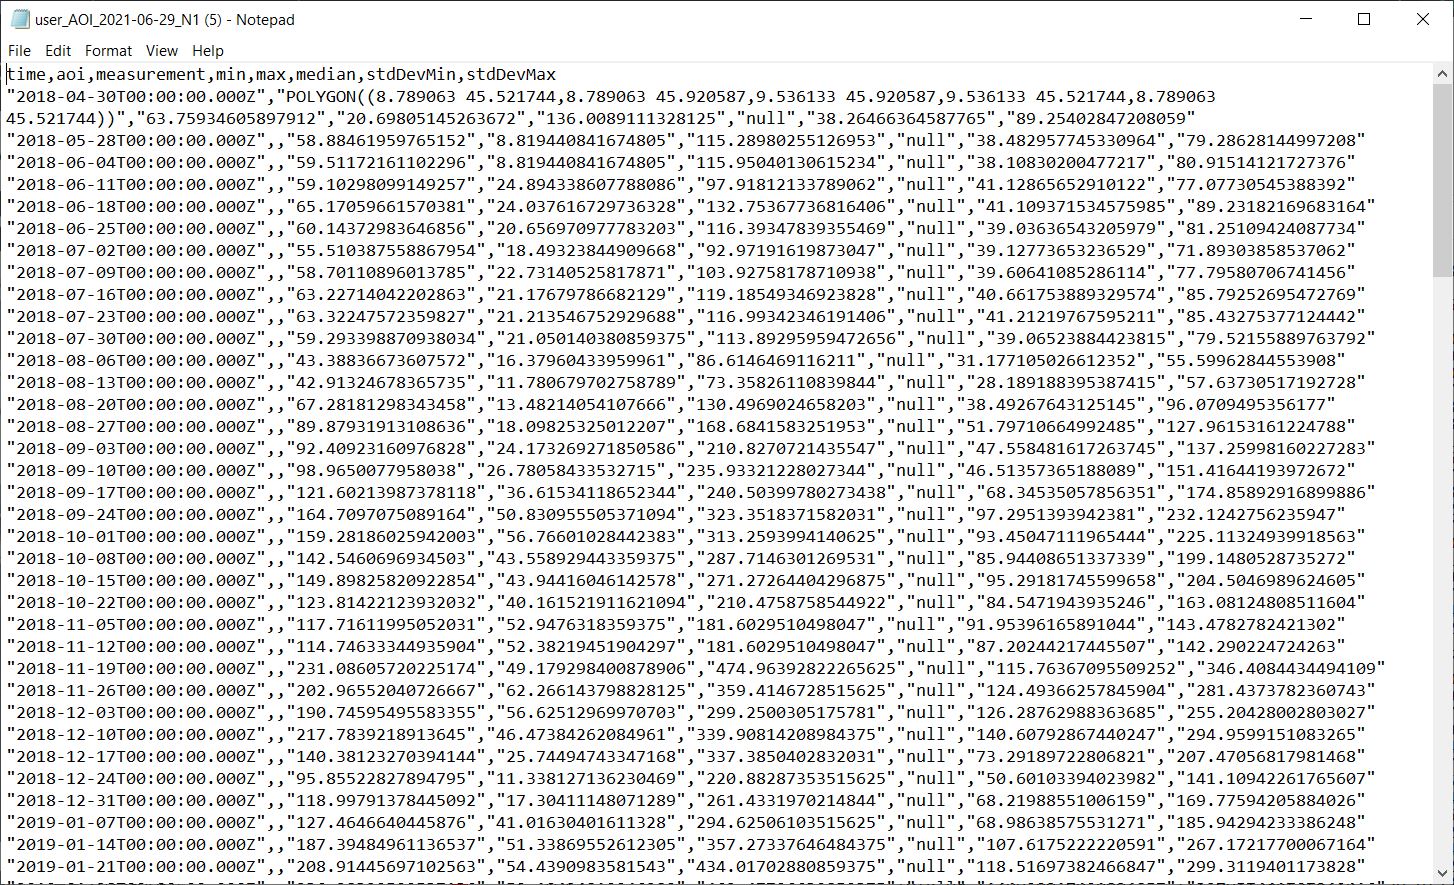 user_AOI_2021-06-29_N1 (5) - Notepad
File Edit Format View Help
time,aoi,measurement,min,max,median,stdDevMin,stdDevMax
"2018-04-30T00:00:00.000Z","POLYGON((8.789063 45.521744,8.789063 45.920587,9.536133 45.920587,9.536133 45.521744,8.789063
45.521744))","63.75934605897912","20.69805145263672","136.0089111328125","null","38.26466364587765","89.25402847208059"
"2018-05-28T00:00:00.000Z",,"58.88461959765152","8.819440841674805","115.28980255126953","null","38.482957745330964","79.28628144997208"
"2018-06-04T00:00:00.000Z",,"59.51172161102296","8.819440841674805","115.95040130615234","null","38.10830200477217","80.91514121727376"
"2018-06-11T00:00:00.000Z",,"59.10298099149257","24.894338607788086","97.91812133789062","null","41.12865652910122","77.07730545388392"
"2018-06-18T00:00:00.000Z",,"65.17059661570381","24.037616729736328","132.75367736816406","null","41.109371534575985","89.23182169683164"
"2018-06-25T00:00:00.000Z",,"60.14372983646856","20.656970977783203","116.39347839355469","null","39.03636543205979","81.25109424087734"
"2018-07-02T00:00:00.000Z",,"55.510387558867954","18.49323844909668","92.97191619873047","null","39.12773653236529","71.89303858537062"
"2018-07-09T00:00:00.000Z",,"58.70110896013785","22.73140525817871","103.92758178710938","null","39.60641085286114","77.79580706741456"
"2018-07-16T00:00:00.000Z",,"63.22714042202863","21.17679786682129","119.18549346923828","null","40.661753889329574","85.79252695472769"
"2018-07-23T00:00:00.000Z",,"63.32247572359827","21.213546752929688","116.99342346191406","null","41.21219767595211","85.43275377124442"
"2018-07-30T00:00:00.000Z",,"59.293398870938034","21.050140380859375","113.89295959472656","null","39.06523884423815","79.52155889763792"
"2018-08-06T00:00:00.000Z",,"43.38836673607572","16.37960433959961","86.6146469116211","null","31.177105026612352","55.59962844553908"
"2018-08-13T00:00:00.000Z",,"42.91324678365735","11.780679702758789","73.35826110839844","null","28.189188395387415","57.63730517192728"
"2018-08-20T00:00:00.000Z",,"67.28181298343458","13.48214054107666","130.4969024658203","null","38.49267643125145","96.0709495356177"
"2018-08-27T00:00:00.000Z",,"89.87931913108636","18.09825325012207","168.6841583251953","null","51.79710664992485","127.96153161224788"
"2018-09-03T00:00:00.000Z",,"92.40923160976828","24.173269271850586","210.8270721435547","null","47.558481617263745","137.25998160227283"
"2018-09-10T00:00:00.000Z",,"98.9650077958038","26.78058433532715","235.93321228027344","null","46.51357365188089","151.41644193972672"
"2018-09-17T00:00:00.000Z",,"121.60213987378118","36.61534118652344","240.50399780273438","null","68.34535057856351","174.85892916899886"
"2018-09-24T00:00:00.000Z",,"164.7097075089164","50.830955505371094","323.3518371582031","null","97.2951393942381","232.1242756235947"
"2018-10-01T00:00:00.000Z",,"159.28186025942003","56.76601028442383","313.2593994140625","null","93.45047111965444","225.11324939918563"
"2018-10-08T00:00:00.000Z",,"142.5460696934503","43.558929443359375","287.7146301269531","null","85.94408651337339","199.1480528735272"
"2018-10-15T00:00:00.000Z",,"149.89825820922854","43.94416046142578","271.27264404296875","null","95.29181745599658","204.5046989624605"
"2018-10-22T00:00:00.000Z",,"123.81422123932032","40.161521911621094","210.4758758544922","null","84.5471943935246","163.08124808511604"
"2018-11-05T00:00:00.000Z",,"117.71611995052031","52.9476318359375","181.6029510498047","null","91.95396165891044","143.4782782421302"
"2018-11-12T00:00:00.000Z",,"114.74633344935904","52.38219451904297","181.6029510498047","null","87.20244217445507","142.290224724263"
"2018-11-19T00:00:00.000Z",,"231.08605720225174","49.179298400878906","474.96392822265625","null","115.76367095509252","346.4084434494109"
"2018-11-26T00:00:00.000Z",,"202.96552040726667","62.266143798828125","359.4146728515625","null","124.49366257845904","281.4373782360743"
"2018-12-03T00:00:00.000Z",,"190.74595495583355","56.62512969970703","299.2500305175781","null","126.28762988363685","255.20428002803027"
"2018-12-10T00:00:00.000Z",,"217.7839218913645","46.47384262084961","339.90814208984375","null","140.60792867440247","294.9599151083265"
"2018-12-17T00:00:00.000Z",,"140.38123270394144","25.74494743347168","337.3850402832031","null","73.29189722806821","207.47056817981468"
"2018-12-24T00:00:00.000Z",,"95.85522827894795","11.338127136230469","220.88287353515625","null","50.60103394023982","141.10942261765607"
"2018-12-31T00:00:00.000Z",,"118.99791378445092","17.30411148071289","261.4331970214844","null","68.21988551006159","169.77594205884026"
"2019-01-07T00:00:00.000Z",,"127.4646640445876","41.01630401611328","294.62506103515625","null","68.98638575531271","185.94294233386248"
"2019-01-14T00:00:00.000Z",,"187.39484961136537","51.33869552612305","357.27337646484375","null","107.6175222220591","267.17217700067164"
"2019-01-21T00:00:00.000Z",,"208.91445697102563","54.4390983581543","434.01702880859375","null","118.51697382466847","299.3119401173828"